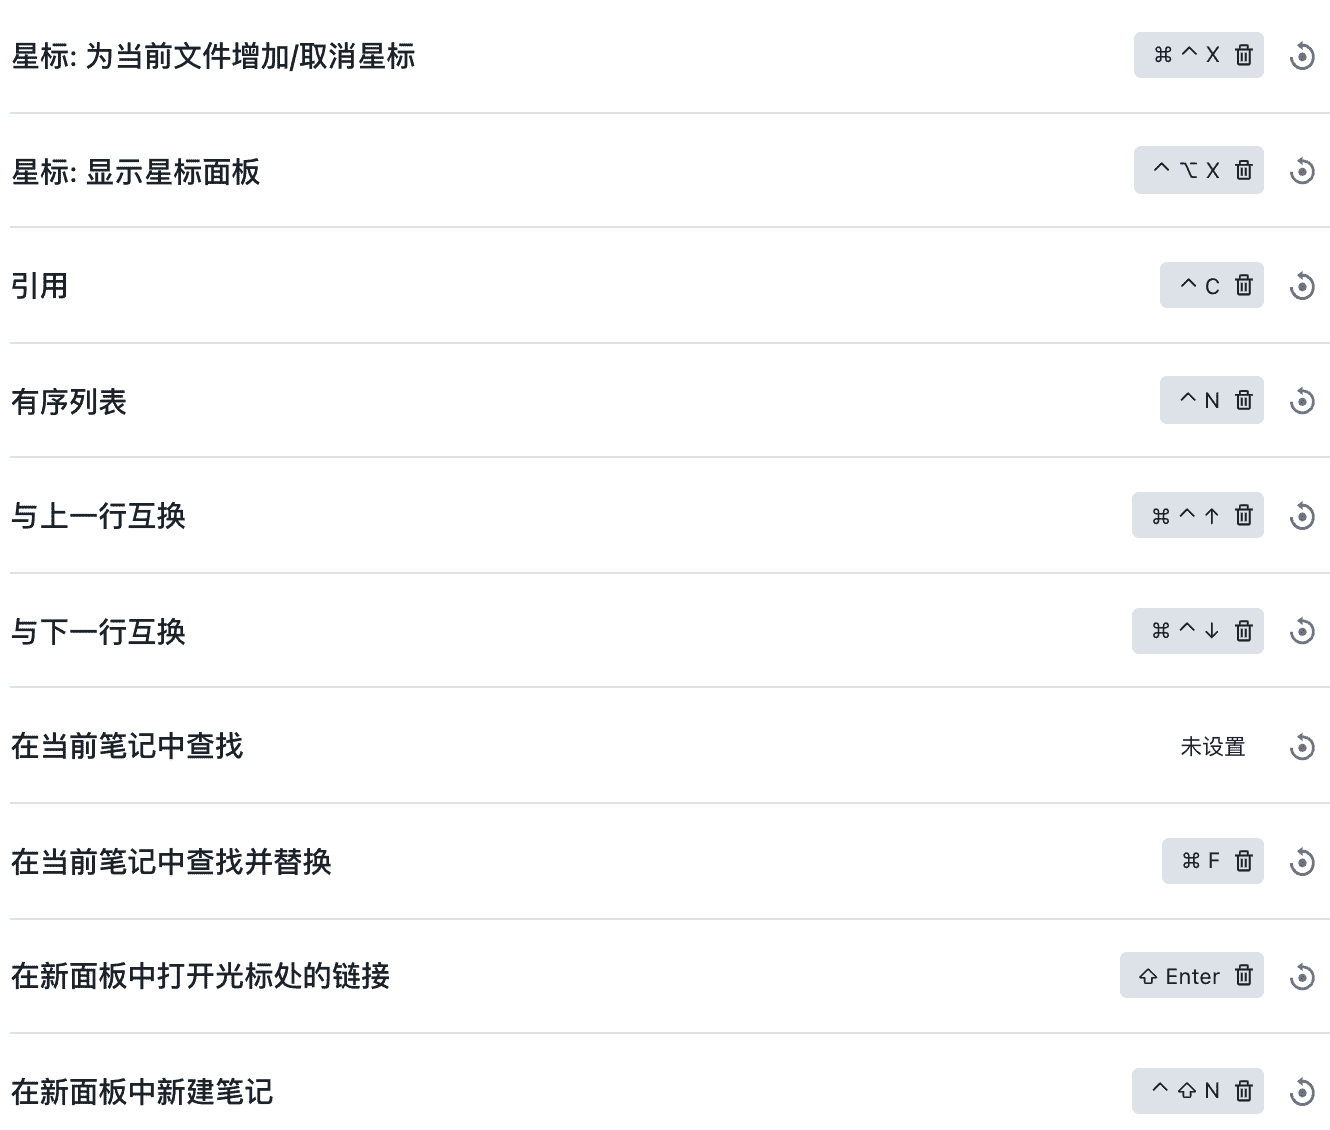 星标: 为当前文件增加/取消星标 ⌘ ^ X
星标: 显示星标面板 ^ ⌥ X
引用 ^ C
有序列表 ^ N
与上一行互换 ⌘ ^ ↑
与下一行互换 ⌘ ^ ↓
在当前笔记中查找 未设置
在当前笔记中查找并替换 ⌘ F
在新面板中打开光标处的链接 ⇧ Enter
在新面板中新建笔记 ^ ⇧ N